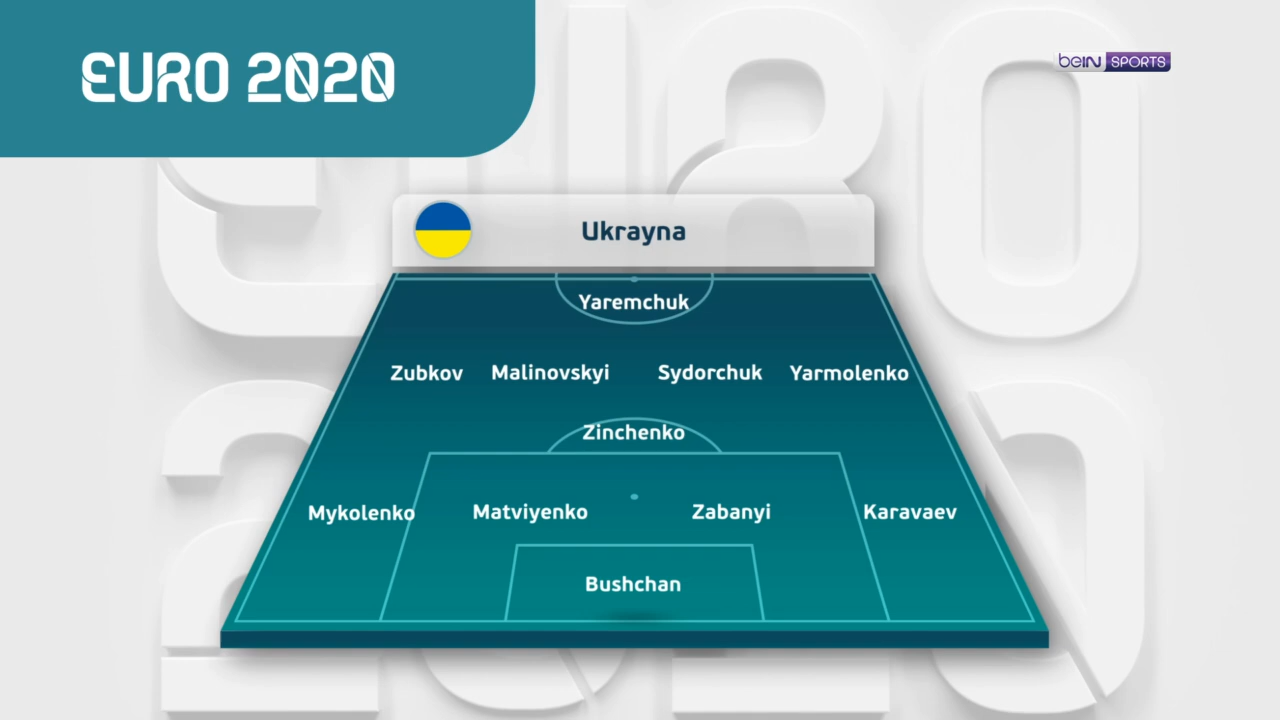 EURO 2020
beIN SPORTS
Ukrayna
Yaremchuk
Zubkov Malinovskyi Sydorchuk Yarmolenko
Zinchenko
Mykolenko Matviyenko Zabanyi Karavaev
Bushchan